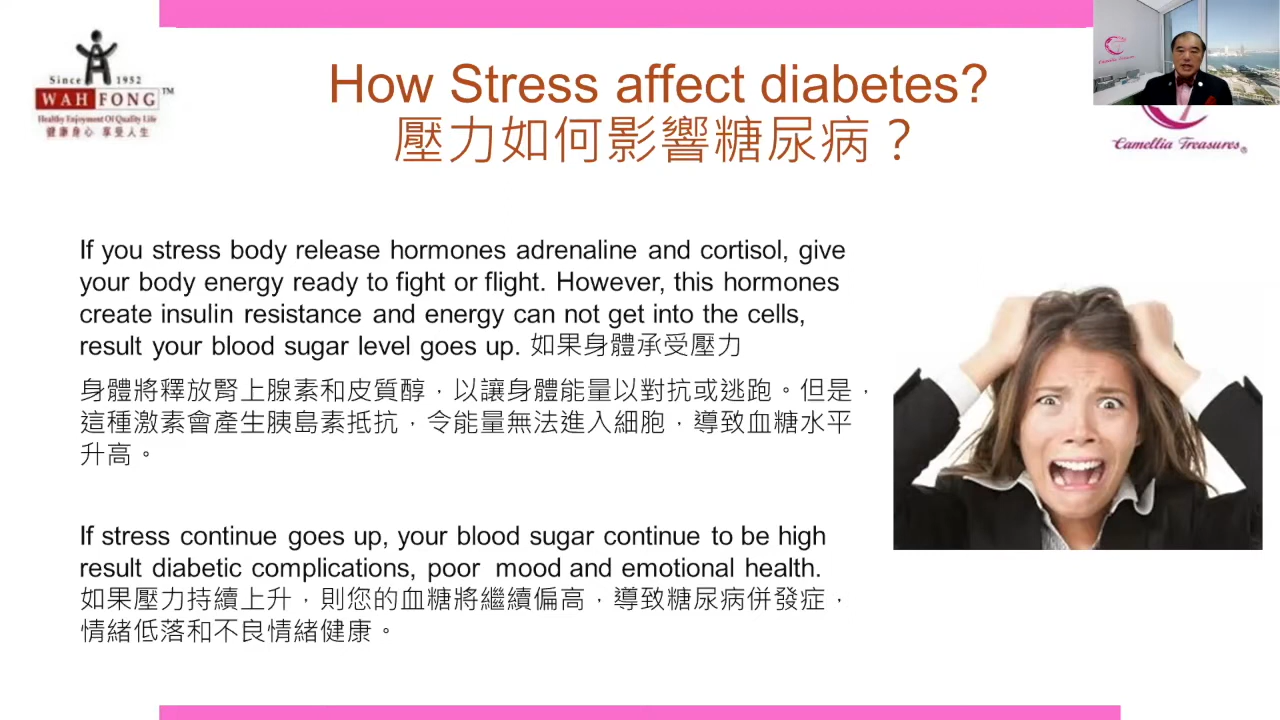 Since 1952
WAH FONG TM
Healthy Enjoyment Of Quality Life
健康身心 享受人生
How Stress affect diabetes?
壓力如何影響糖尿病？
Camellia Treasures®
If you stress body release hormones adrenaline and cortisol, give
your body energy ready to fight or flight. However, this hormones
create insulin resistance and energy can not get into the cells,
result your blood sugar level goes up. 如果身體承受壓力
身體將釋放腎上腺素和皮質醇，以讓身體能量以對抗或逃跑。但是，
這種激素會產生胰島素抵抗，令能量無法進入細胞，導致血糖水平
升高。
If stress continue goes up, your blood sugar continue to be high
result diabetic complications, poor  mood and emotional health.
如果壓力持續上升，則您的血糖將繼續偏高，導致糖尿病併發症，
情緒低落和不良情緒健康。